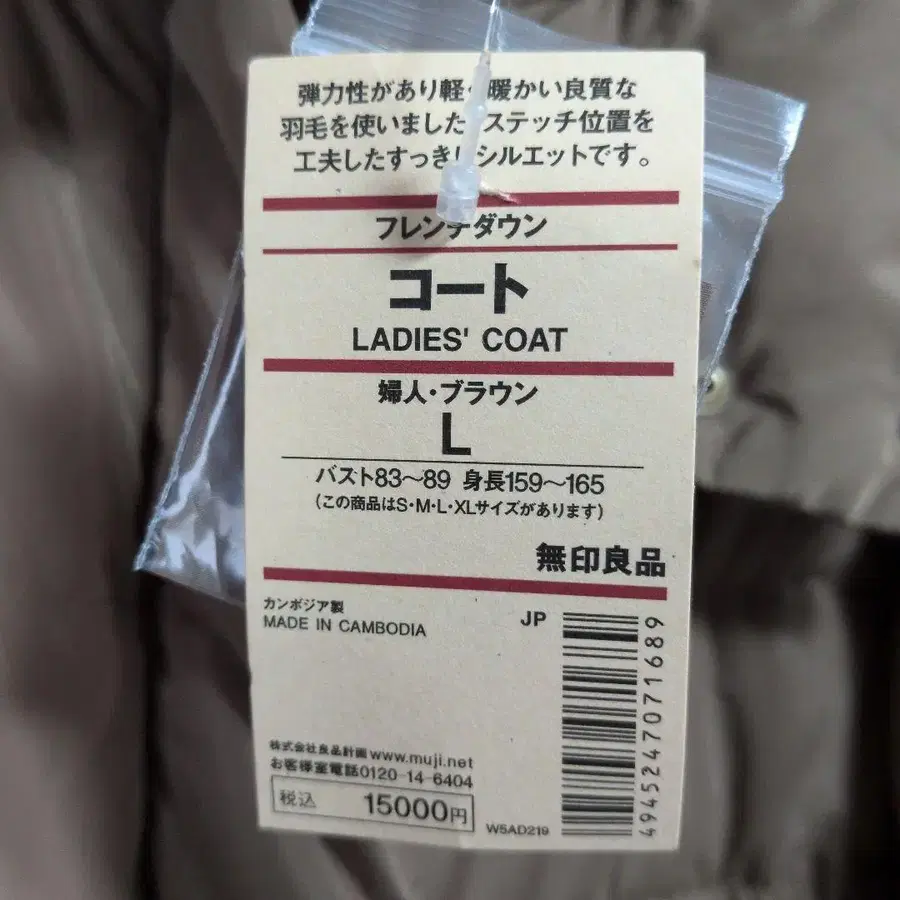 弾力性があり軽く暖かい良質な
羽毛を使いました。ステッチ位置を
工夫したすっきりシルエットです。
フレンチダウン
コート
LADIES' COAT
婦人・ブラウン
L
バスト83～89 身長159～165
(この商品はS・M・L・XLサイズがあります)
無印良品
カンボジア製
MADE IN CAMBODIA
JP
株式会社良品計画 www.muji.net
お客様室電話0120-14-6404
税込 15000円
W5AD219
4945247071689